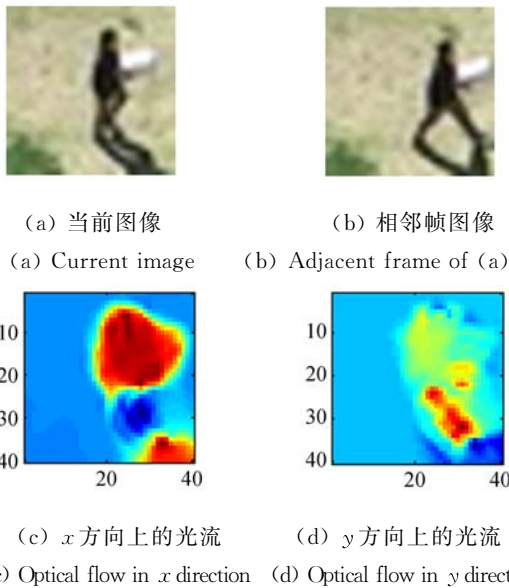 (a) 当前图像
(b) 相邻帧图像
(a) Current image
(b) Adjacent frame of (a)
10
20
30
40
20
40
10
20
30
40
20
40
(c) x方向上的光流
(d) y方向上的光流
) Optical flow in x direction
(d) Optical flow in y direct